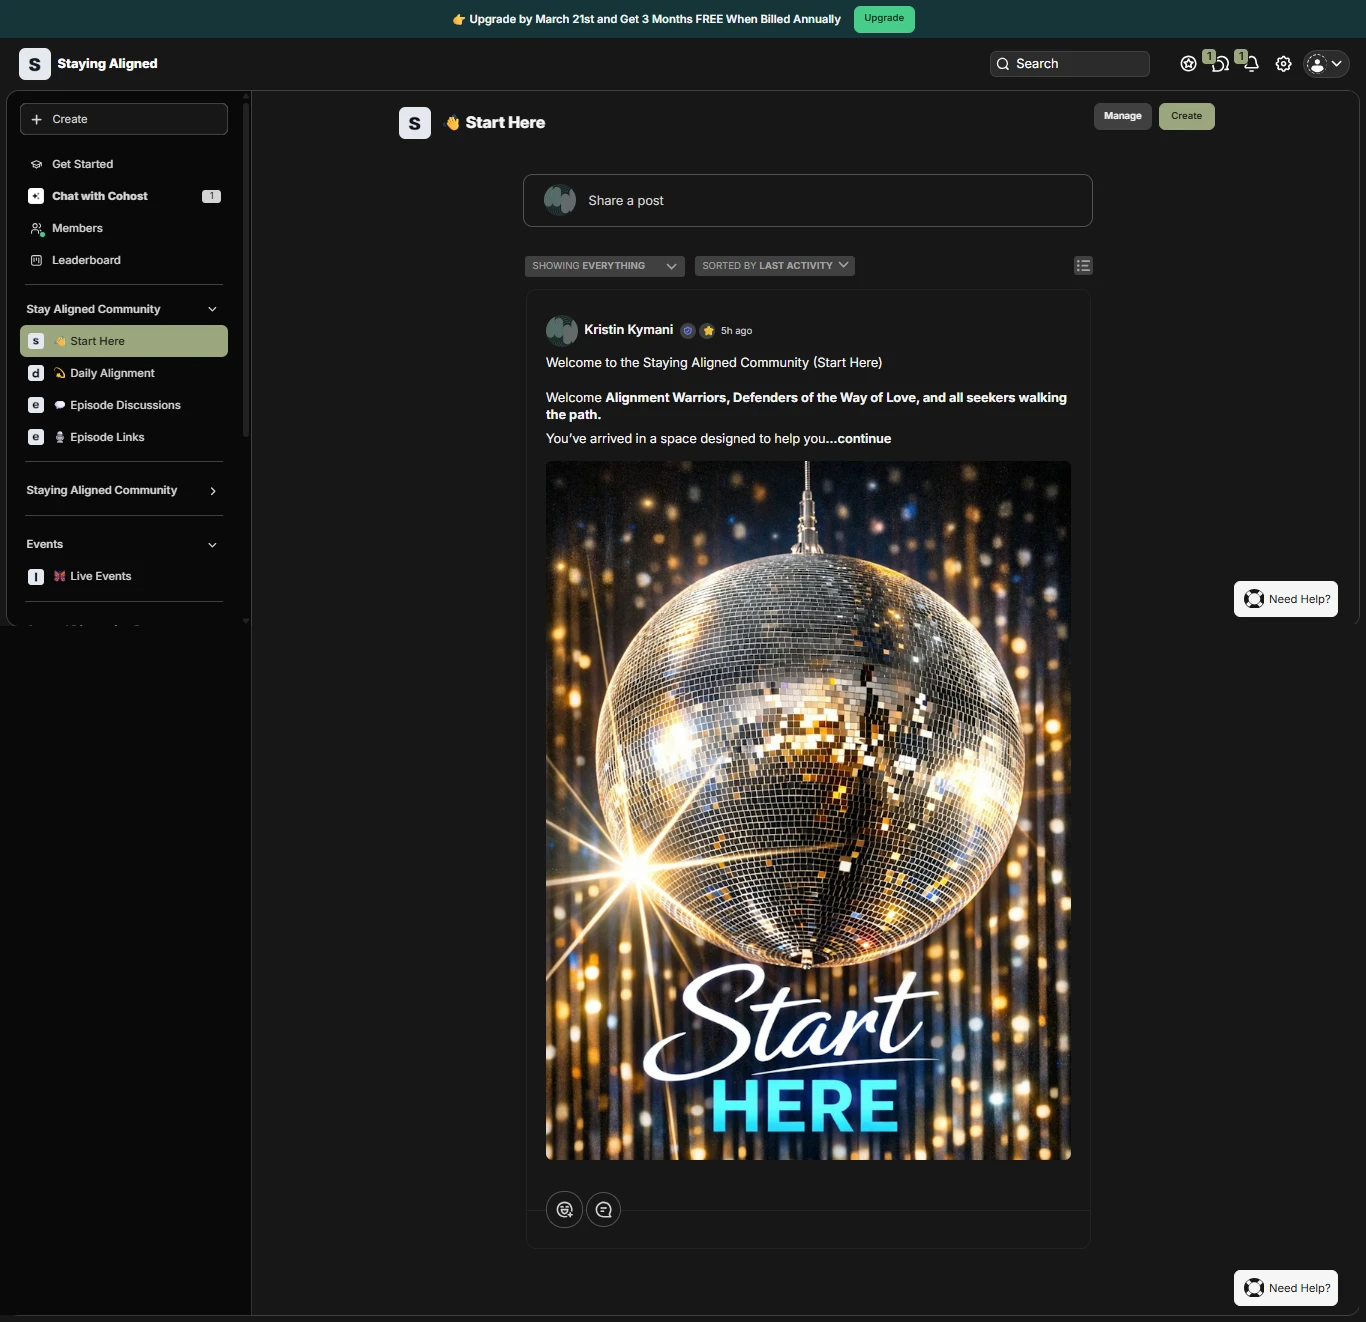 👉 Upgrade by March 21st and Get 3 Months FREE When Billed Annually
Upgrade
S
Staying Aligned
Search
1
1
Create
Get Started
Chat with Cohost
1
Members
Leaderboard
Stay Aligned Community
s
👋 Start Here
d
💫 Daily Alignment
e
💬 Episode Discussions
e
🎙️ Episode Links
Staying Aligned Community
Events
l
🦋 Live Events
S
👋 Start Here
Manage
Create
Share a post
SHOWING EVERYTHING
SORTED BY LAST ACTIVITY
Kristin Kymani
5h ago
Welcome to the Staying Aligned Community (Start Here)
Welcome Alignment Warriors, Defenders of the Way of Love, and all seekers walking
the path.
You’ve arrived in a space designed to help you...continue
Start
HERE
Need Help?
Need Help?